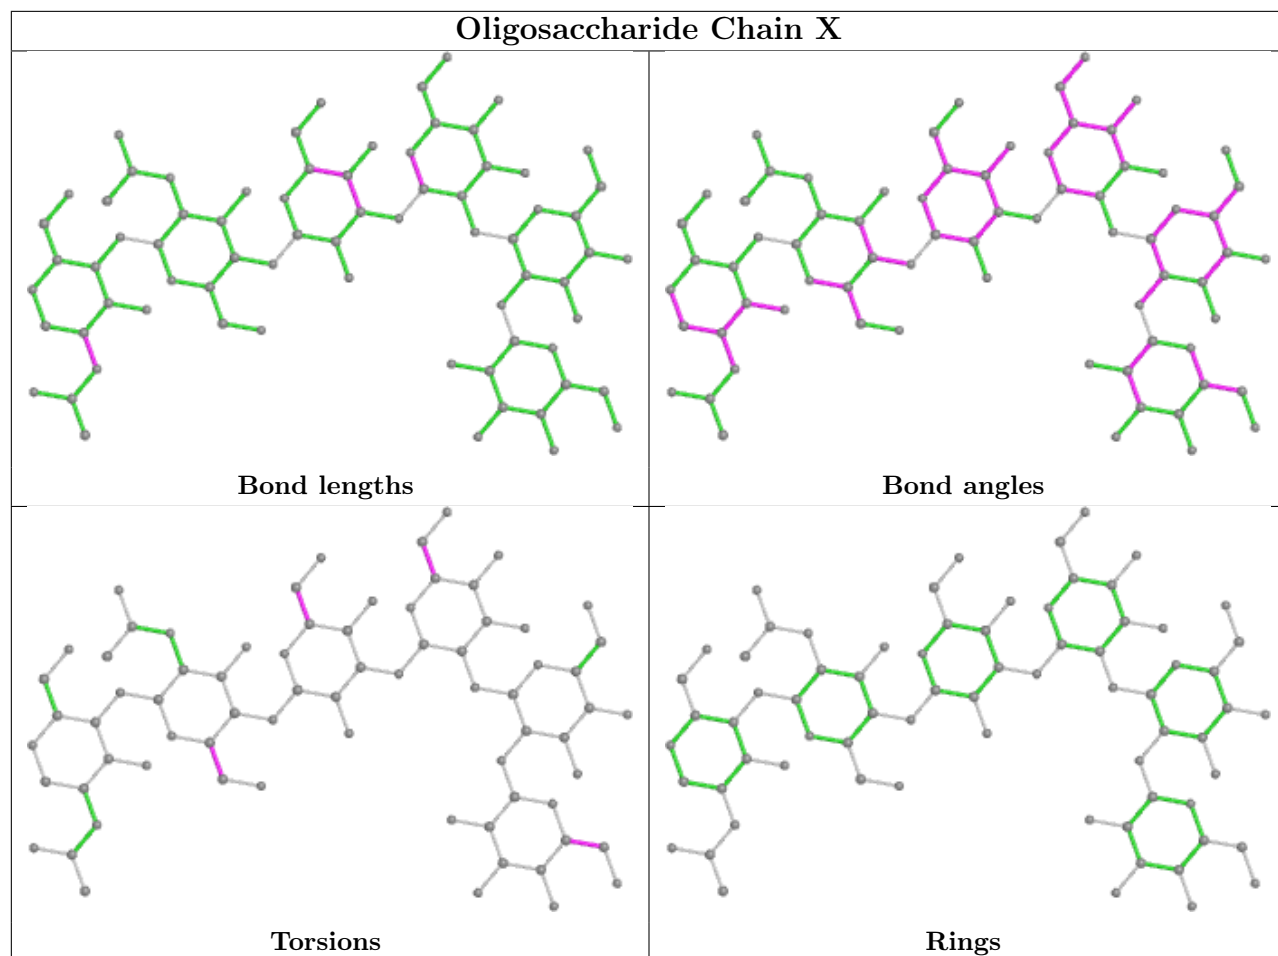 Oligosaccharide Chain X
Bond lengths
Bond angles
Torsions
Rings